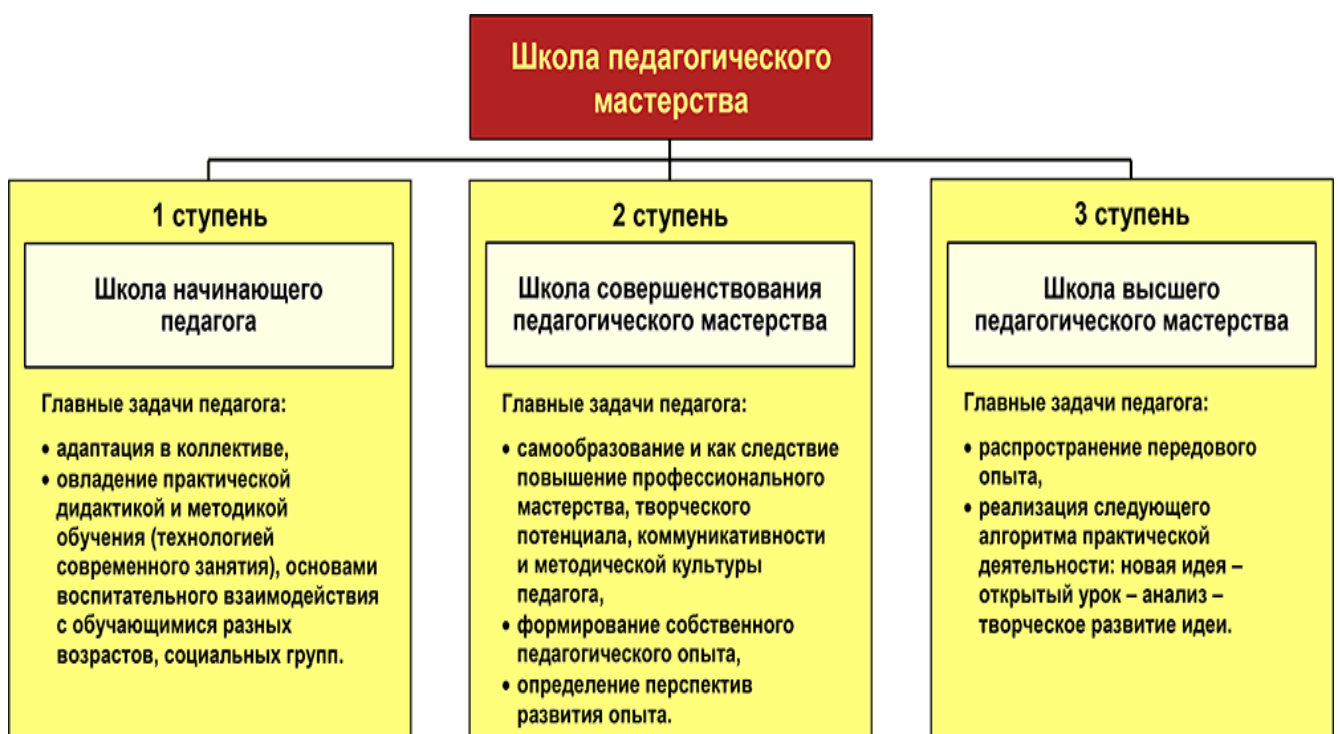 Школа педагогического
мастерства
1 ступень
Школа начинающего
педагога
Главные задачи педагога:
• адаптация в коллективе,
• овладение практической
дидактикой и методикой
обучения (технологией
современного занятия), основами
воспитательного взаимодействия
с обучающимися разных
возрастов, социальных групп.
2 ступень
Школа совершенствования
педагогического мастерства
Главные задачи педагога:
• самообразование и как следствие
повышение профессионального
мастерства, творческого
потенциала, коммуникативности
и методической культуры
педагога,
• формирование собственного
педагогического опыта,
• определение перспектив
развития опыта.
3 ступень
Школа высшего
педагогического мастерства
Главные задачи педагога:
• распространение передового
опыта,
• реализация следующего
алгоритма практической
деятельности: новая идея –
открытый урок – анализ –
творческое развитие идеи.